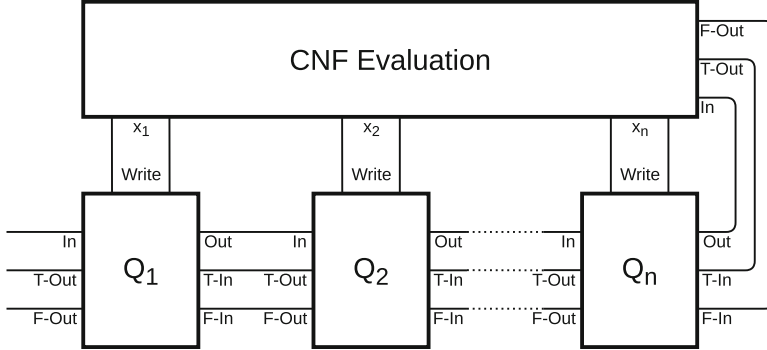 CNF Evaluation
F-Out
T-Out
In
x1
x2
xn
Write
Write
Write
In
Out
In
Out
In
Out
Q1
Q2
Qn
T-Out
T-In
T-Out
T-In
T-Out
T-In
F-Out
F-In
F-Out
F-In
F-Out
F-In